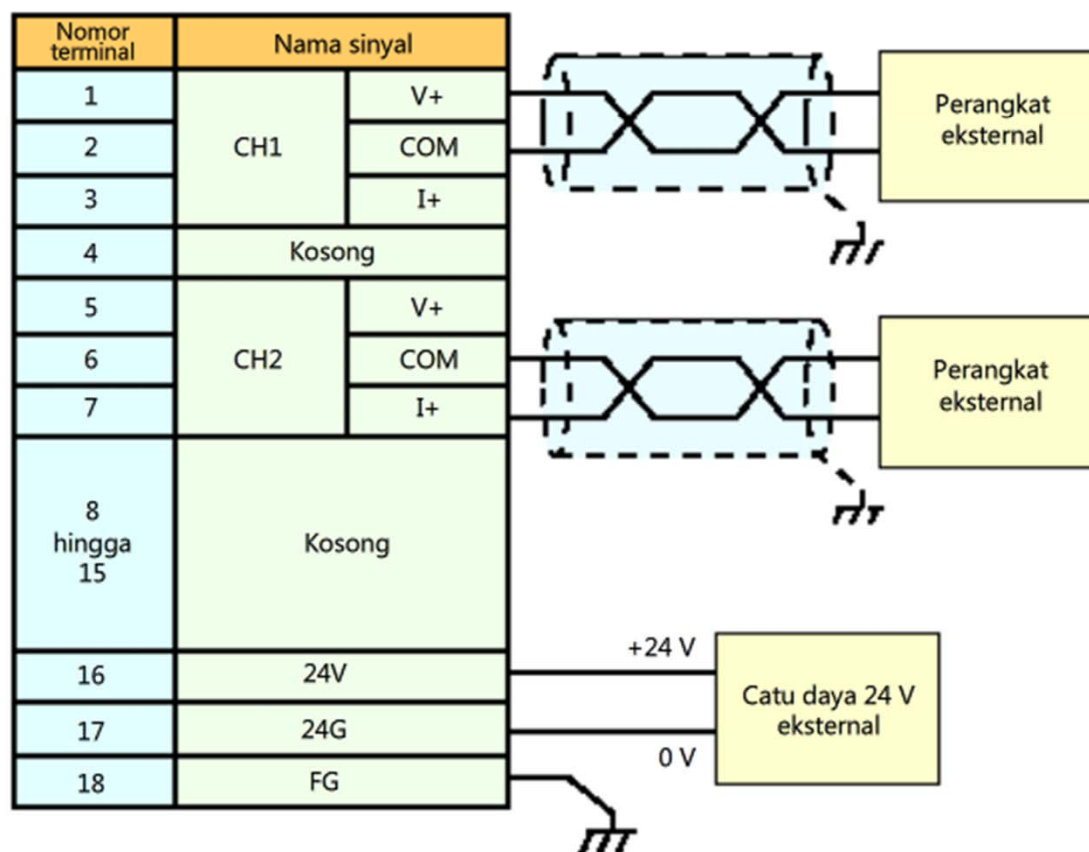 Nomor
terminal
Nama sinyal
1
CH1
V+
2
COM
3
I+
Perangkat
eksternal
4
Kosong
5
CH2
V+
6
COM
7
I+
Perangkat
eksternal
8
hingga
15
Kosong
16
24V
+24 V
17
24G
0 V
Catu daya 24 V
eksternal
18
FG